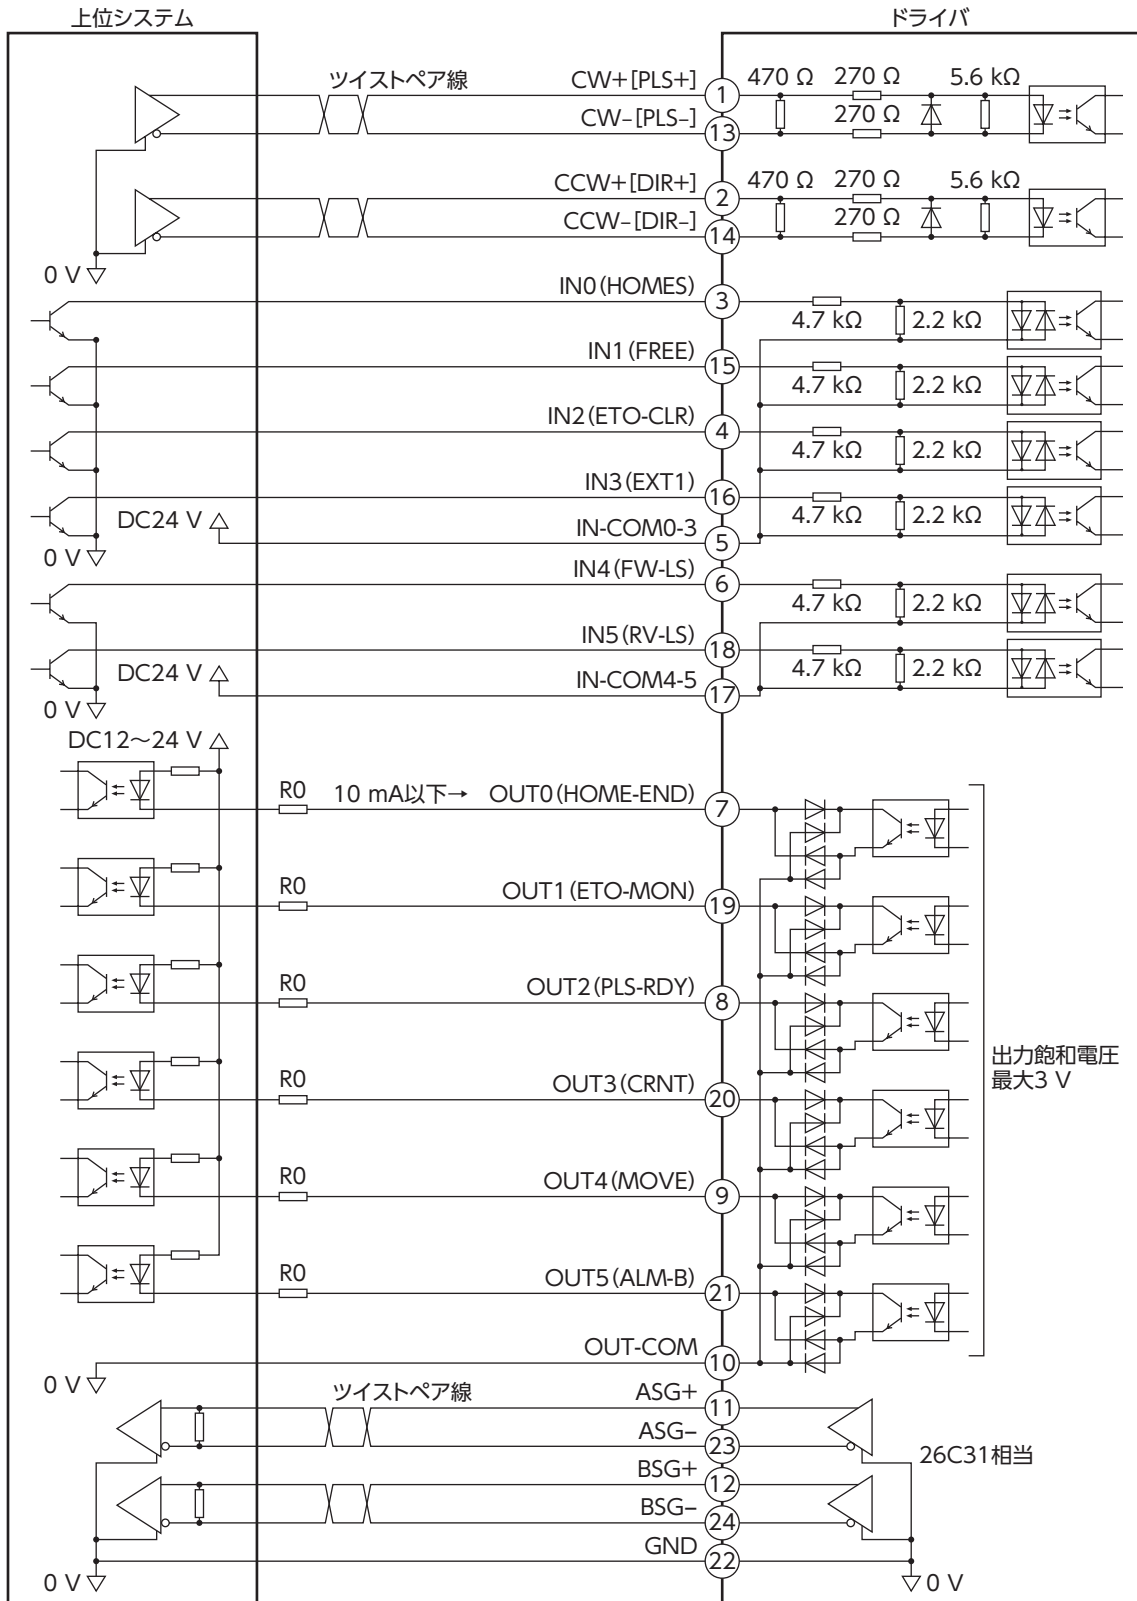 上位システム
ドライバ
ツイストペア線
CW+[PLS+]
1
470 Ω
270 Ω
5.6 kΩ
CW−[PLS−]
13
270 Ω
CCW+[DIR+]
2
470 Ω
270 Ω
5.6 kΩ
CCW−[DIR−]
14
270 Ω
0 V
IN0(HOMES)
3
4.7 kΩ
2.2 kΩ
IN1(FREE)
15
4.7 kΩ
2.2 kΩ
IN2(ETO-CLR)
4
4.7 kΩ
2.2 kΩ
IN3(EXT1)
16
4.7 kΩ
2.2 kΩ
DC24 V
IN-COM0-3
5
0 V
IN4(FW-LS)
6
4.7 kΩ
2.2 kΩ
IN5(RV-LS)
18
4.7 kΩ
2.2 kΩ
DC24 V
IN-COM4-5
17
0 V
DC12～24 V
R0
10 mA以下→
OUT0(HOME-END)
7
R0
OUT1(ETO-MON)
19
R0
OUT2(PLS-RDY)
8
出力飽和電圧
最大3 V
R0
OUT3(CRNT)
20
R0
OUT4(MOVE)
9
R0
OUT5(ALM-B)
21
OUT-COM
10
0 V
ツイストペア線
ASG+
11
ASG−
23
26C31相当
BSG+
12
BSG−
24
GND
22
0 V
0 V